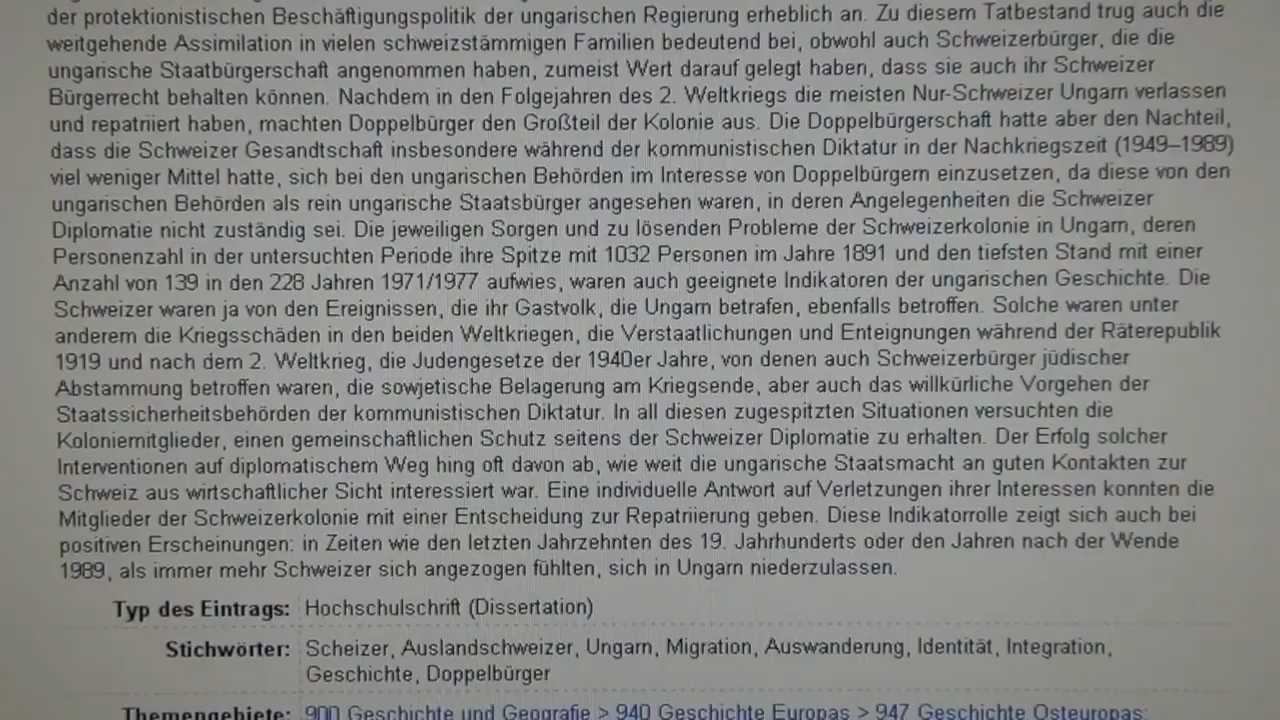 der protektionistischen Beschäftigungspolitik der ungarischen Regierung erheblich an. Zu diesem Tatbestand trug auch die
weitgehende Assimilation in vielen schweizstämmigen Familien bedeutend bei, obwohl auch Schweizerbürger, die die
ungarische Staatbürgerschaft angenommen haben, zumeist Wert darauf gelegt haben, dass sie auch ihr Schweizer
Bürgerrecht behalten können. Nachdem in den Folgejahren des 2. Weltkriegs die meisten Nur-Schweizer Ungarn verlassen
und repatriiert haben, machten Doppelbürger den Großteil der Kolonie aus. Die Doppelbürgerschaft hatte aber den Nachteil,
dass die Schweizer Gesandtschaft insbesondere während der kommunistischen Diktatur in der Nachkriegszeit (1949–1989)
viel weniger Mittel hatte, sich bei den ungarischen Behörden im Interesse von Doppelbürgern einzusetzen, da diese von den
ungarischen Behörden als rein ungarische Staatsbürger angesehen waren, in deren Angelegenheiten die Schweizer
Diplomatie nicht zuständig sei. Die jeweiligen Sorgen und zu lösenden Probleme der Schweizerkolonie in Ungarn, deren
Personenzahl in der untersuchten Periode ihre Spitze mit 1032 Personen im Jahre 1891 und den tiefsten Stand mit einer
Anzahl von 139 in den 228 Jahren 1971/1977 aufwies, waren auch geeignete Indikatoren der ungarischen Geschichte. Die
Schweizer waren ja von den Ereignissen, die ihr Gastvolk, die Ungarn betrafen, ebenfalls betroffen. Solche waren unter
anderem die Kriegsschäden in den beiden Weltkriegen, die Verstaatlichungen und Enteignungen während der Räterepublik
1919 und nach dem 2. Weltkrieg, die Judengesetze der 1940er Jahre, von denen auch Schweizerbürger jüdischer
Abstammung betroffen waren, die sowjetische Belagerung am Kriegsende, aber auch das willkürliche Vorgehen der
Staatssicherheitsbehörden der kommunistischen Diktatur. In all diesen zugespitzten Situationen versuchten die
Koloniemitglieder, einen gemeinschaftlichen Schutz seitens der Schweizer Diplomatie zu erhalten. Der Erfolg solcher
Interventionen auf diplomatischem Weg hing oft davon ab, wie weit die ungarische Staatsmacht an guten Kontakten zur
Schweiz aus wirtschaftlicher Sicht interessiert war. Eine individuelle Antwort auf Verletzungen ihrer Interessen konnten die
Mitglieder der Schweizerkolonie mit einer Entscheidung zur Repatriierung geben. Diese Indikatorrolle zeigt sich auch bei
positiven Erscheinungen: in Zeiten wie den letzten Jahrzehnten des 19. Jahrhunderts oder den Jahren nach der Wende
1989, als immer mehr Schweizer sich angezogen fühlten, sich in Ungarn niederzulassen.
Typ des Eintrags: Hochschulschrift (Dissertation)
Stichwörter: Scheizer, Auslandschweizer, Ungarn, Migration, Auswanderung, Identität, Integration,
Geschichte, Doppelbürger
Themengebiete: 900 Geschichte und Geografie > 940 Geschichte Europas > 947 Geschichte Osteuropas;